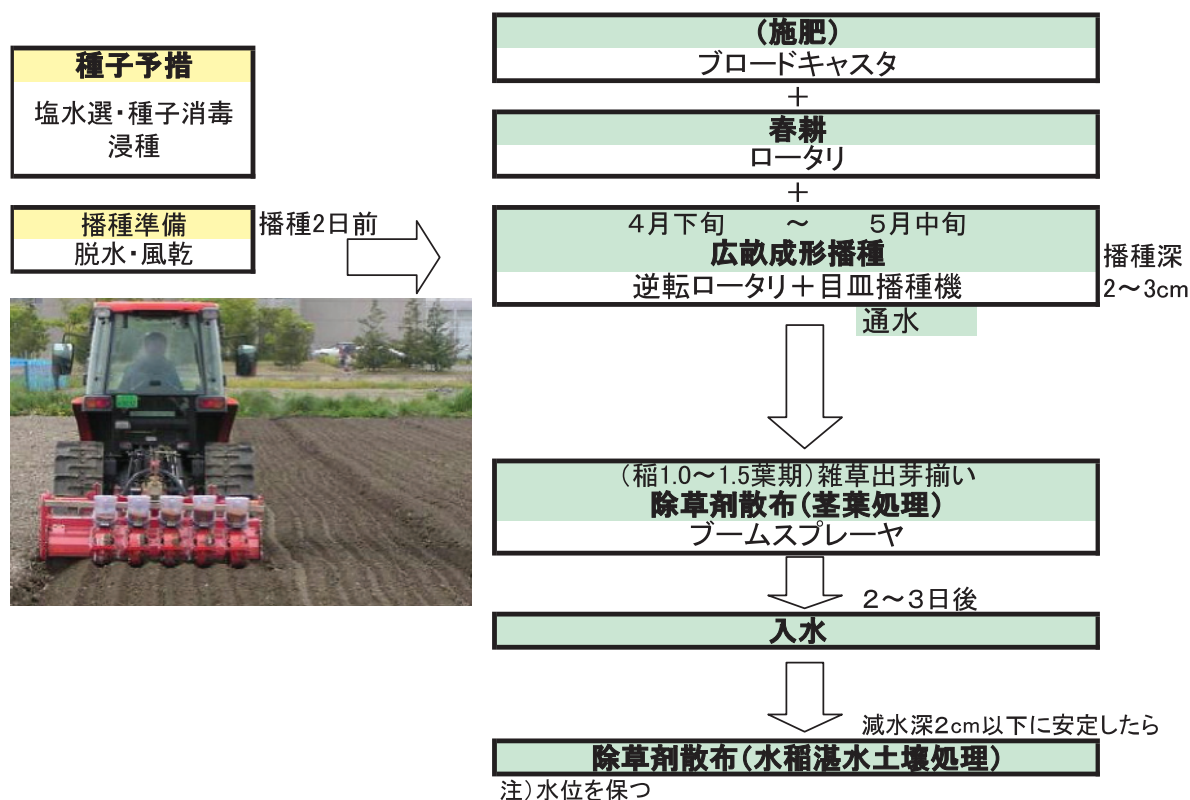 種子予措
塩水選・種子消毒
浸種
播種準備
脱水・風乾
播種2日前
(施肥)
ブロードキャスタ
+
春耕
ロータリ
+
4月下旬 ～ 5月中旬
広畝成形播種
逆転ロータリ+目皿播種機
播種深
2～3cm
通水
(稲1.0～1.5葉期)雑草出芽揃い
除草剤散布(茎葉処理)
ブームスプレーヤ
2～3日後
入水
減水深2cm以下に安定したら
除草剤散布(水稲湛水土壌処理)
注)水位を保つ